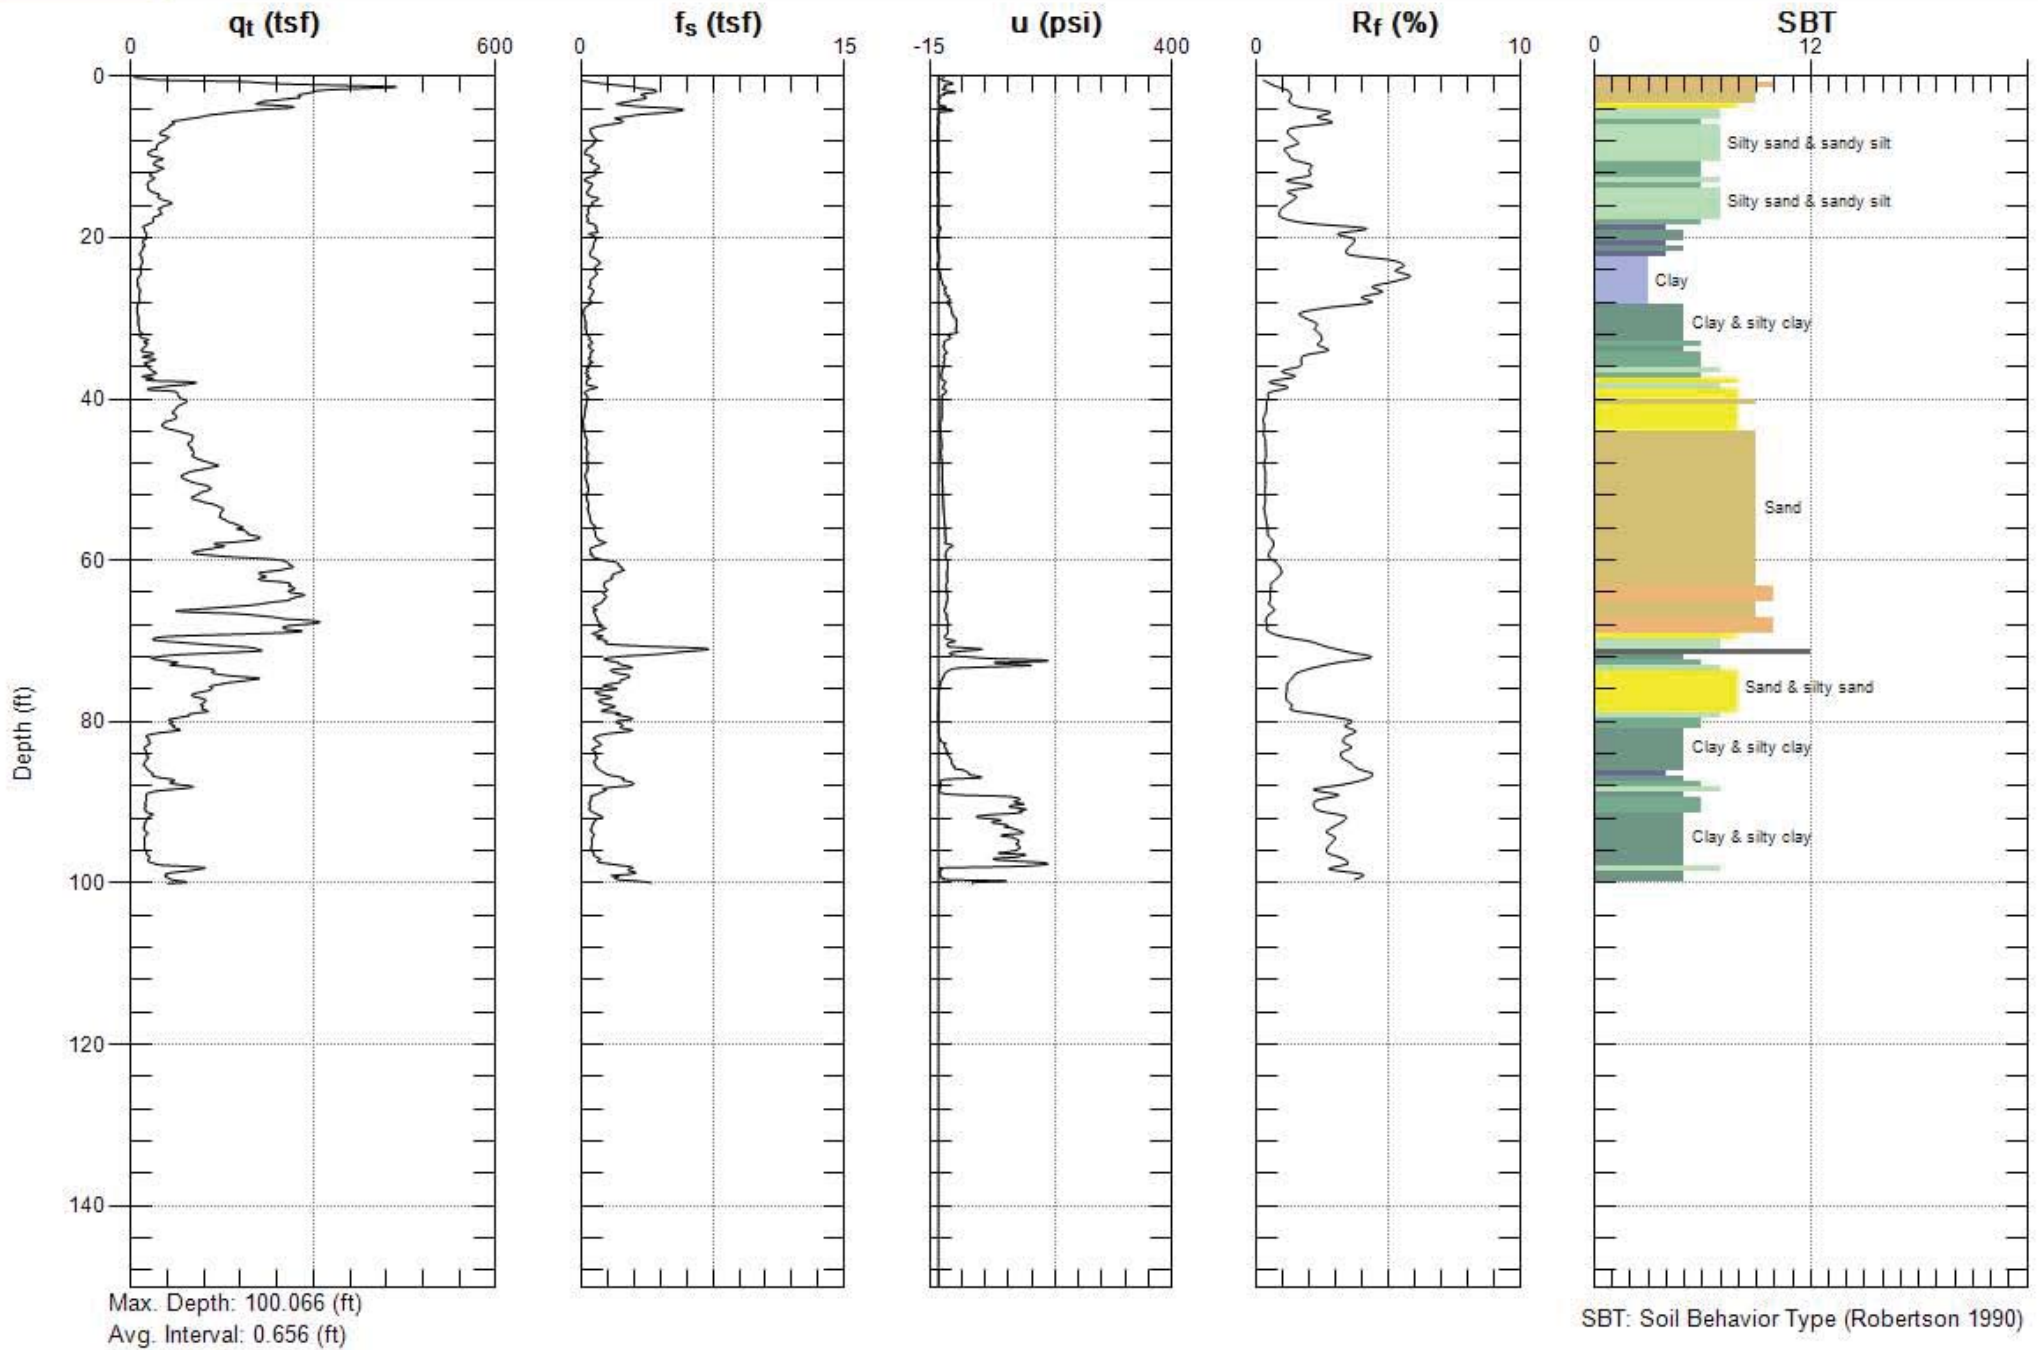 qt (tsf) fs (tsf) u (psi) Rf (%) SBT
0 600 0 15 -15 400 0 10 0 12
0
Silty sand & sandy silt
Silty sand & sandy silt
20
Clay
Clay & silty clay
40
Sand
60
Sand & silty sand
80
Clay & silty clay
Clay & silty clay
100
120
140
Depth (ft)
Max. Depth: 100.066 (ft)
Avg. Interval: 0.656 (ft)
SBT: Soil Behavior Type (Robertson 1990)